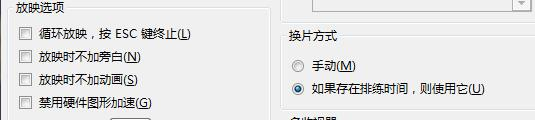 放映选项
循环放映，按 ESC 键终止(L)
放映时不加旁白(N)
放映时不加动画(S)
禁用硬件图形加速(G)
换片方式
手动(M)
如果存在排练时间，则使用它(U)